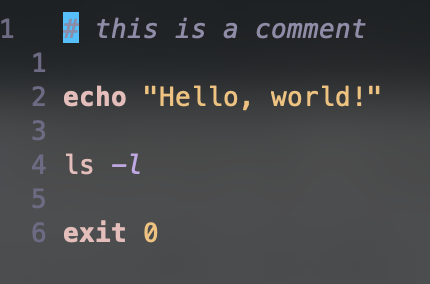 1 # this is a comment
1
2 echo "Hello, world!"
3
4 ls -l
5
6 exit 0